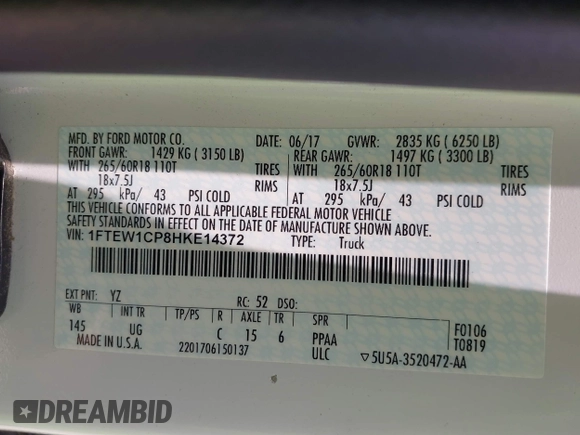 MFD. BY FORD MOTOR CO. DATE: 06/17 GVWR: 2835 KG ( 6250 LB)
FRONT GAWR: 1429 KG ( 3150 LB) REAR GAWR: 1497 KG ( 3300 LB)
WITH 265/60R18 110T TIRES WITH 265/60R18 110T TIRES
18x7.5J RIMS 18x7.5J RIMS
AT 295 kPa/ 43 PSI COLD AT 295 kPa/ 43 PSI COLD
THIS VEHICLE CONFORMS TO ALL APPLICABLE FEDERAL MOTOR VEHICLE
SAFETY STANDARDS IN EFFECT ON THE DATE OF MANUFACTURE SHOWN ABOVE.
VIN: 1FTEW1CP8HKE14372 TYPE: Truck
EXT PNT: YZ RC: 52 DSO:
WB INT TR TP/PS R AXLE TR SPR F0106
145 UG C 15 6 PPAA T0819
MADE IN U.S.A. 2201706150137 ULC ▽5U5A-3520472-AA
DREAMBID